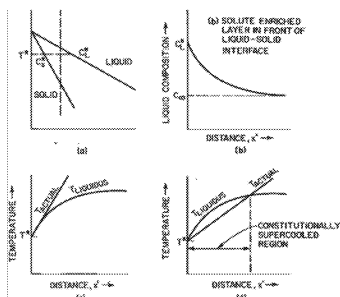 (b) SOLUTE ENRICHED
LAYER IN FRONT OF
LIQUID-SOLID
INTERFACE
T*
C*S
C*L
LIQUID
SOLID
(a)
LIQUID COMPOSITION
C*L
C∞
DISTANCE, x'
(b)
TEMPERATURE
TACTUAL
TLIQUIDUS
T*
DISTANCE, x'
(c)
TEMPERATURE
TLIQUIDUS
TACTUAL
T*
CONSTITUTIONALLY
SUPERCOOLED
REGION
DISTANCE, x'